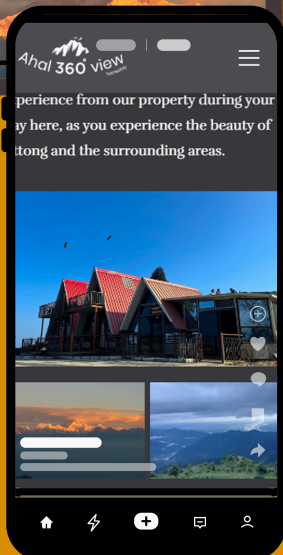 Ahal 360° view
Homestay
xperience from our property during your
ay here, as you experience the beauty of
ttong and the surrounding areas.